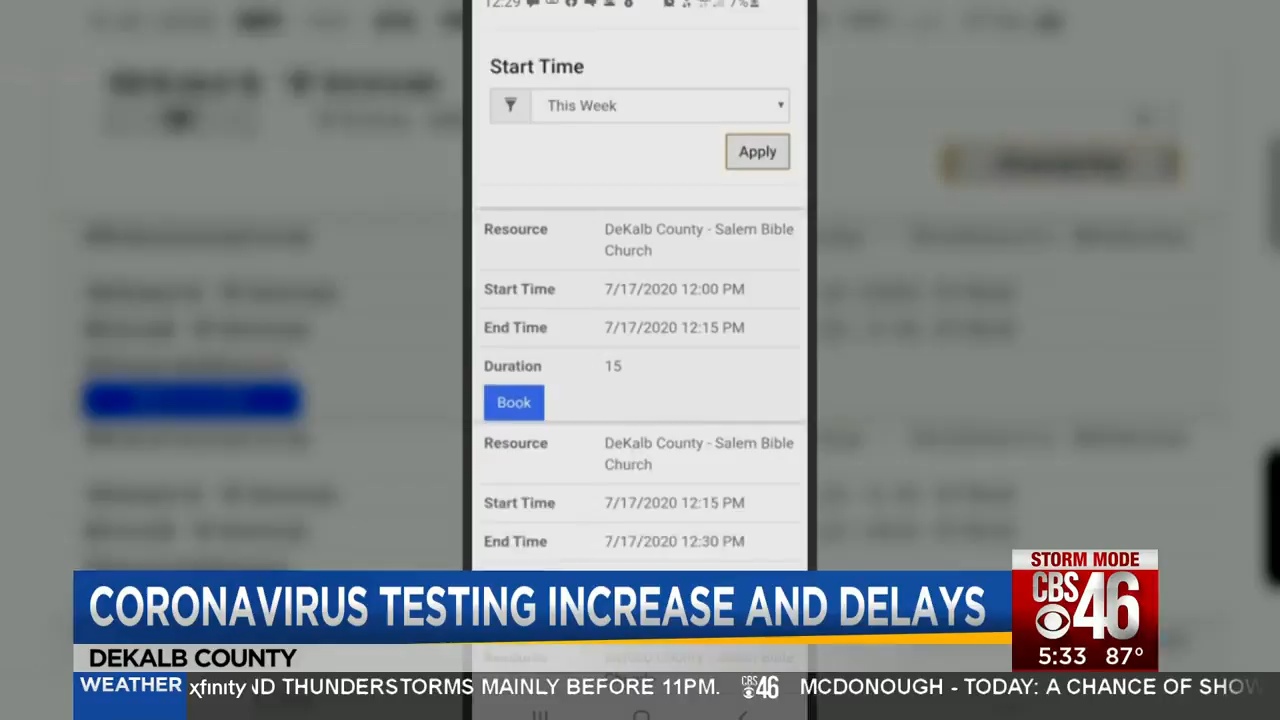 12:29
7%
Start Time
This Week
Apply
Resource DeKalb County - Salem Bible
Church
Start Time 7/17/2020 12:00 PM
End Time 7/17/2020 12:15 PM
Duration 15
Book
Resource DeKalb County - Salem Bible
Church
Start Time 7/17/2020 12:15 PM
End Time 7/17/2020 12:30 PM
STORM MODE
CBS 46
5:33 87°
CORONAVIRUS TESTING INCREASE AND DELAYS
DEKALB COUNTY
WEATHER xfinity ND THUNDERSTORMS MAINLY BEFORE 11PM. CBS 46 MCDONOUGH - TODAY: A CHANCE OF SHOW